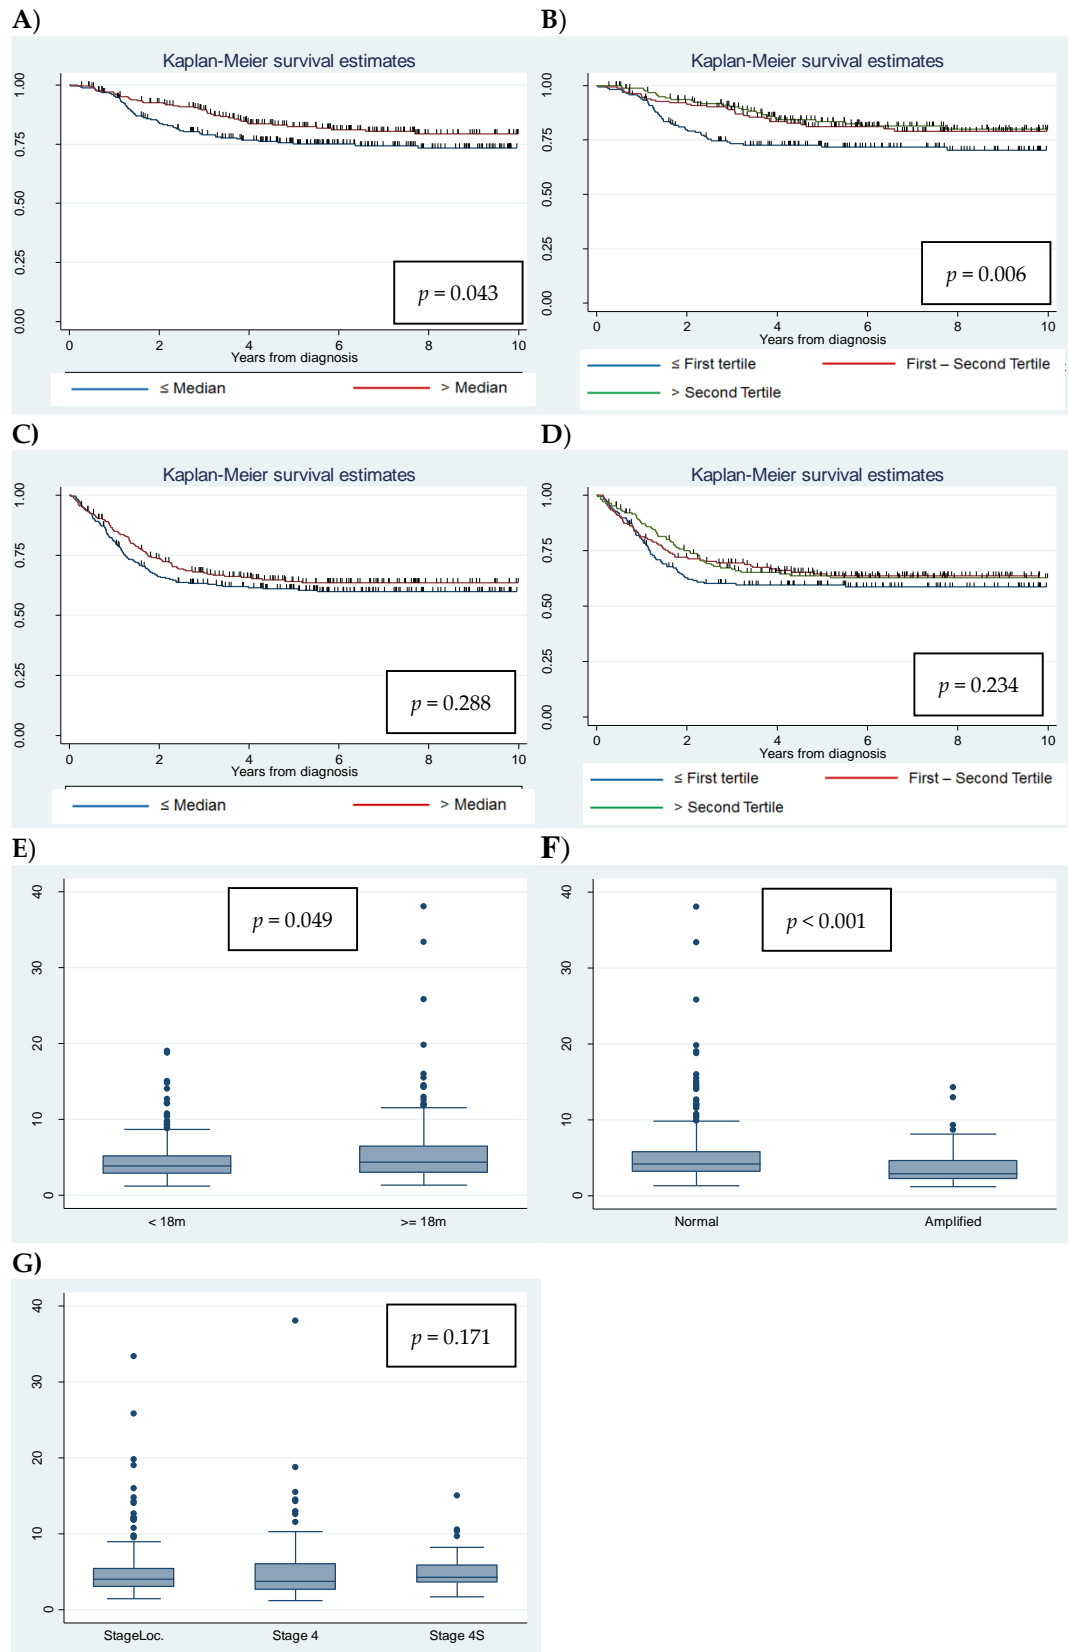 A)
Kaplan-Meier survival estimates
1.00
0.75
0.50
0.25
0.00
p = 0.043
0 2 4 6 8 10
Years from diagnosis
≤ Median > Median
B)
Kaplan-Meier survival estimates
1.00
0.75
0.50
0.25
0.00
p = 0.006
0 2 4 6 8 10
Years from diagnosis
≤ First tertile First – Second Tertile
> Second Tertile
C)
Kaplan-Meier survival estimates
1.00
0.75
0.50
0.25
0.00
p = 0.288
0 2 4 6 8 10
Years from diagnosis
≤ Median > Median
D)
Kaplan-Meier survival estimates
1.00
0.75
0.50
0.25
0.00
p = 0.234
0 2 4 6 8 10
Years from diagnosis
≤ First tertile First – Second Tertile
> Second Tertile
E)
40
30
20
10
0
p = 0.049
< 18m >= 18m
F)
40
30
20
10
0
p < 0.001
Normal Amplified
G)
40
30
20
10
0
p = 0.171
StageLoc. Stage 4 Stage 4S